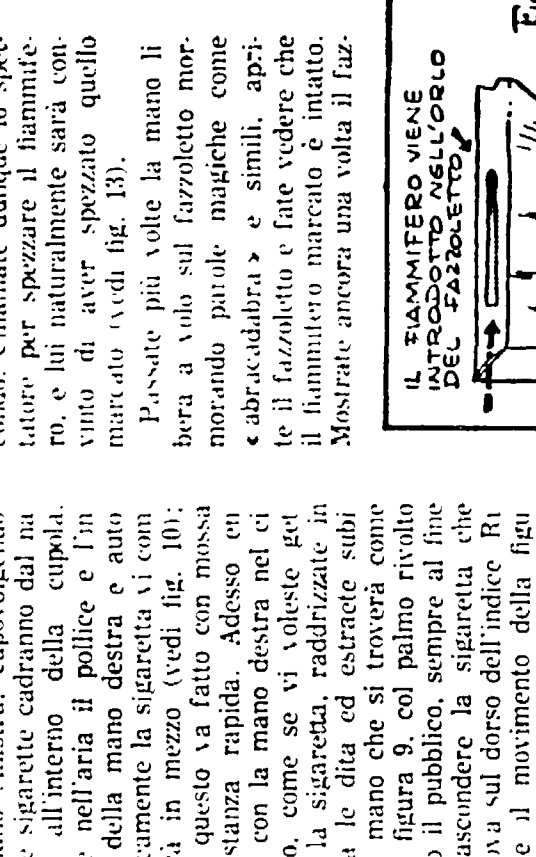 capovolgendo
e sigarette cadranno dal na
all'interno della cupola.
e nell'aria il pollice e l'in
della mano destra e auto
camente la sigaretta vi com
in mezzo (vedi fig. 10);
questo va fatto con mossa
stanza rapida. Adesso en
con la mano destra nel ci
o, come se vi voleste get
la sigaretta, raddrizzate in
a le dita ed estraete subi
mano che si troverà come
figura 9, col palmo rivolto
o il pubblico, sempre al fine
ascondere la sigaretta che
ova sul dorso dell'indice Ri
e il movimento della figu
tatore per spezzare il fiammife-
ro, e lui naturalmente sarà con-
vinto di aver spezzato quello
marcato (vedi fig. 13).
Passate più volte la mano li
bera a volo sul fazzoletto mor-
morando parole magiche come
« abracadabra » e simili, apri-
te il fazzoletto e fate vedere che
il fiammifero marcato è intatto.
Mostrate ancora una volta il faz-
IL FIAMMIFERO VIENE
INTRODOTTO NELL'ORLO
DEL FAZZOLETTO